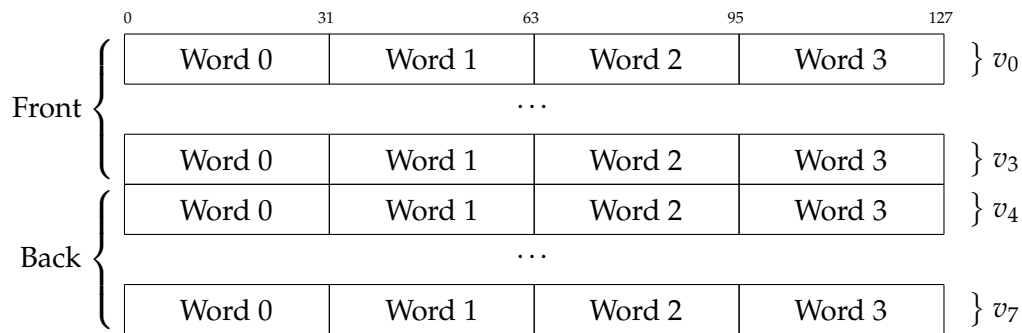 0 31 63 95 127
Word 0 Word 1 Word 2 Word 3 } v₀
Front
⋯
Word 0 Word 1 Word 2 Word 3 } v₃
Word 0 Word 1 Word 2 Word 3 } v₄
Back
⋯
Word 0 Word 1 Word 2 Word 3 } v₇